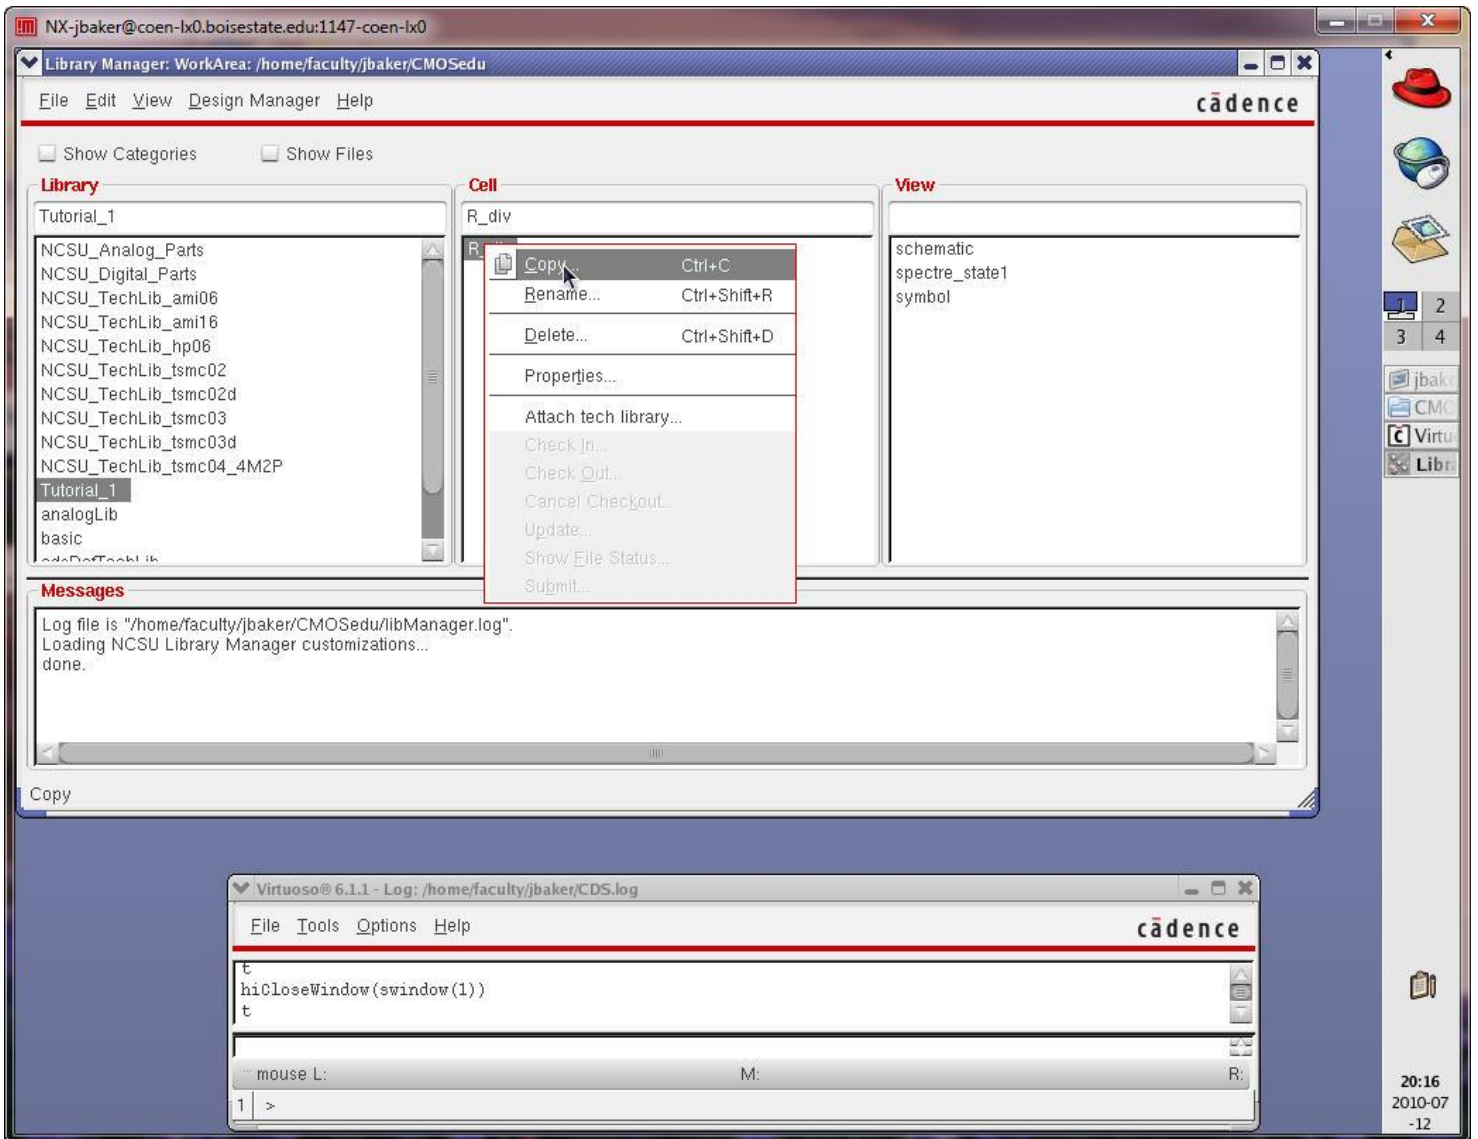 NX-jbaker@coen-lx0.boisestate.edu:1147-coen-lx0
Library Manager: WorkArea: /home/faculty/jbaker/CMOSedu
File Edit View Design Manager Help
cādence
Show Categories
Show Files
Library
Tutorial_1
NCSU_Analog_Parts
NCSU_Digital_Parts
NCSU_TechLib_ami06
NCSU_TechLib_ami16
NCSU_TechLib_hp06
NCSU_TechLib_tsmc02
NCSU_TechLib_tsmc02d
NCSU_TechLib_tsmc03
NCSU_TechLib_tsmc03d
NCSU_TechLib_tsmc04_4M2P
Tutorial_1
analogLib
basic
Cell
R_div
Copy... Ctrl+C
Rename... Ctrl+Shift+R
Delete... Ctrl+Shift+D
Properties...
Attach tech library...
Check In...
Check Out...
Cancel Checkout...
Update...
Show File Status...
Submit...
View
schematic
spectre_state1
symbol
Messages
Log file is "/home/faculty/jbaker/CMOSedu/libManager.log".
Loading NCSU Library Manager customizations...
done.
Copy
Virtuoso® 6.1.1 - Log: /home/faculty/jbaker/CDS.log
File Tools Options Help
cādence
t
hiCloseWindow(swindow(1))
t
mouse L: M: R:
1 >
1 2
3 4
jbake
CMO
Virtu
Libr
20:16
2010-07
-12